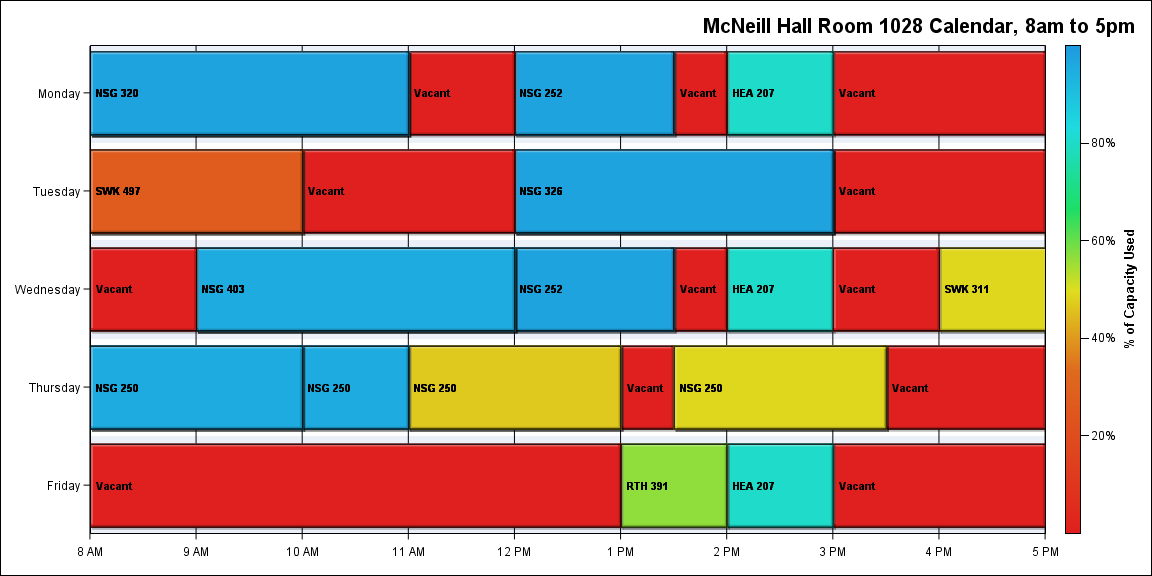 McNeill Hall Room 1028 Calendar, 8am to 5pm
Monday
NSG 320
Vacant
NSG 252
Vacant
HEA 207
Vacant
Tuesday
SWK 497
Vacant
NSG 326
Vacant
Wednesday
Vacant
NSG 403
NSG 252
Vacant
HEA 207
Vacant
SWK 311
Thursday
NSG 250
NSG 250
NSG 250
Vacant
NSG 250
Vacant
Friday
Vacant
RTH 391
HEA 207
Vacant
8 AM
9 AM
10 AM
11 AM
12 PM
1 PM
2 PM
3 PM
4 PM
5 PM
80%
60%
40%
20%
% of Capacity Used